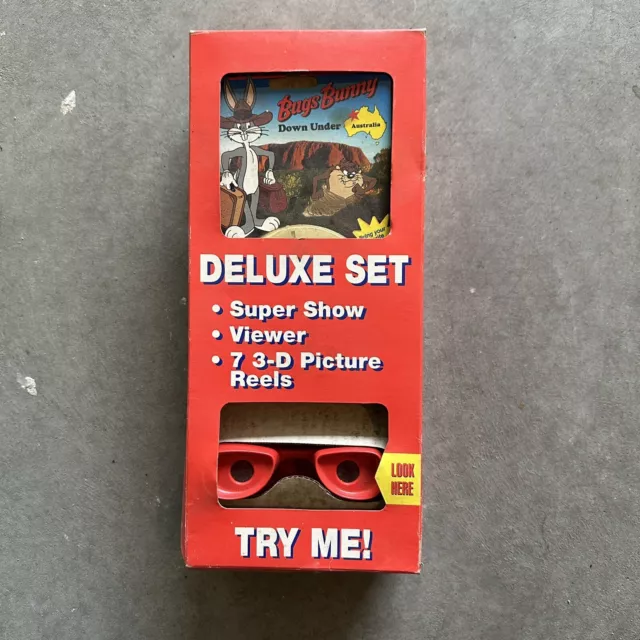 Bugs Bunny
Down Under
Australia
DELUXE SET
• Super Show
• Viewer
• 7 3-D Picture
Reels
LOOK
HERE
TRY ME!